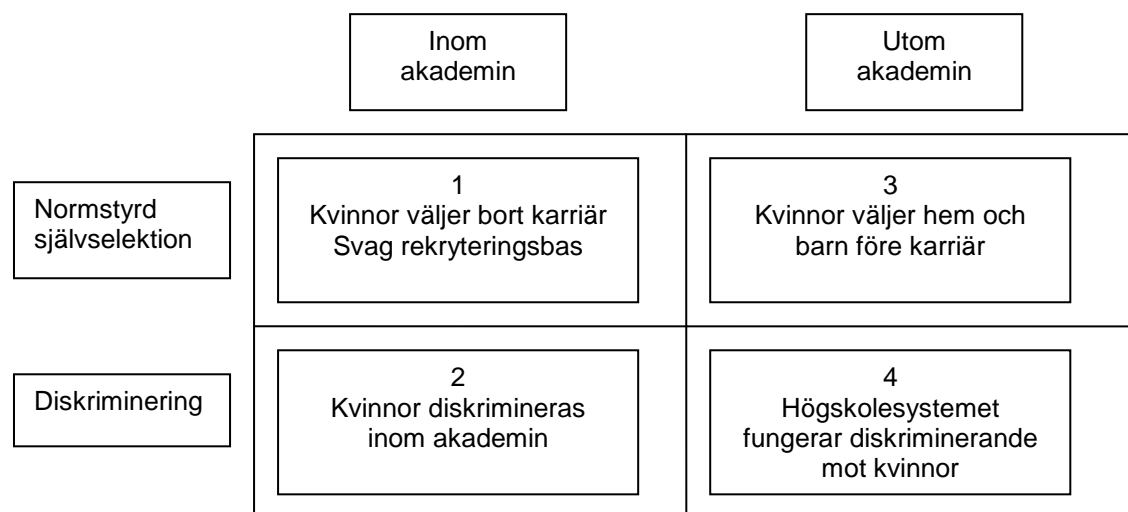 Inom
akademin
Utom
akademin
Normstyrd
självselektion
1
Kvinnor väljer bort karriär
Svag rekryteringsbas
3
Kvinnor väljer hem och
barn före karriär
Diskriminering
2
Kvinnor diskrimineras
inom akademin
4
Högskolesystemet
fungerar diskriminerande
mot kvinnor